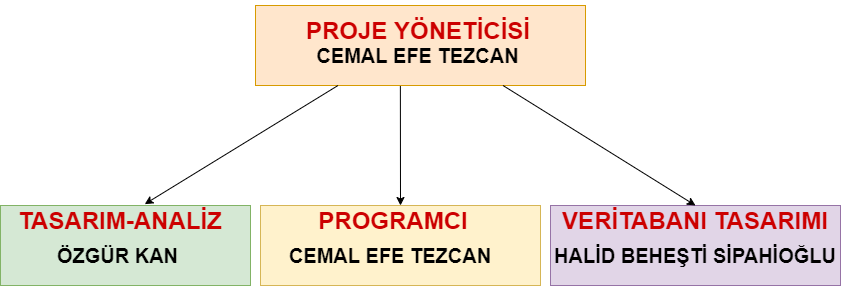 PROJE YÖNETİCİSİ
CEMAL EFE TEZCAN
TASARIM-ANALİZ
ÖZGÜR KAN
PROGRAMCI
CEMAL EFE TEZCAN
VERİTABANI TASARIMI
HALİD BEHEŞTİ SİPAHİOĞLU